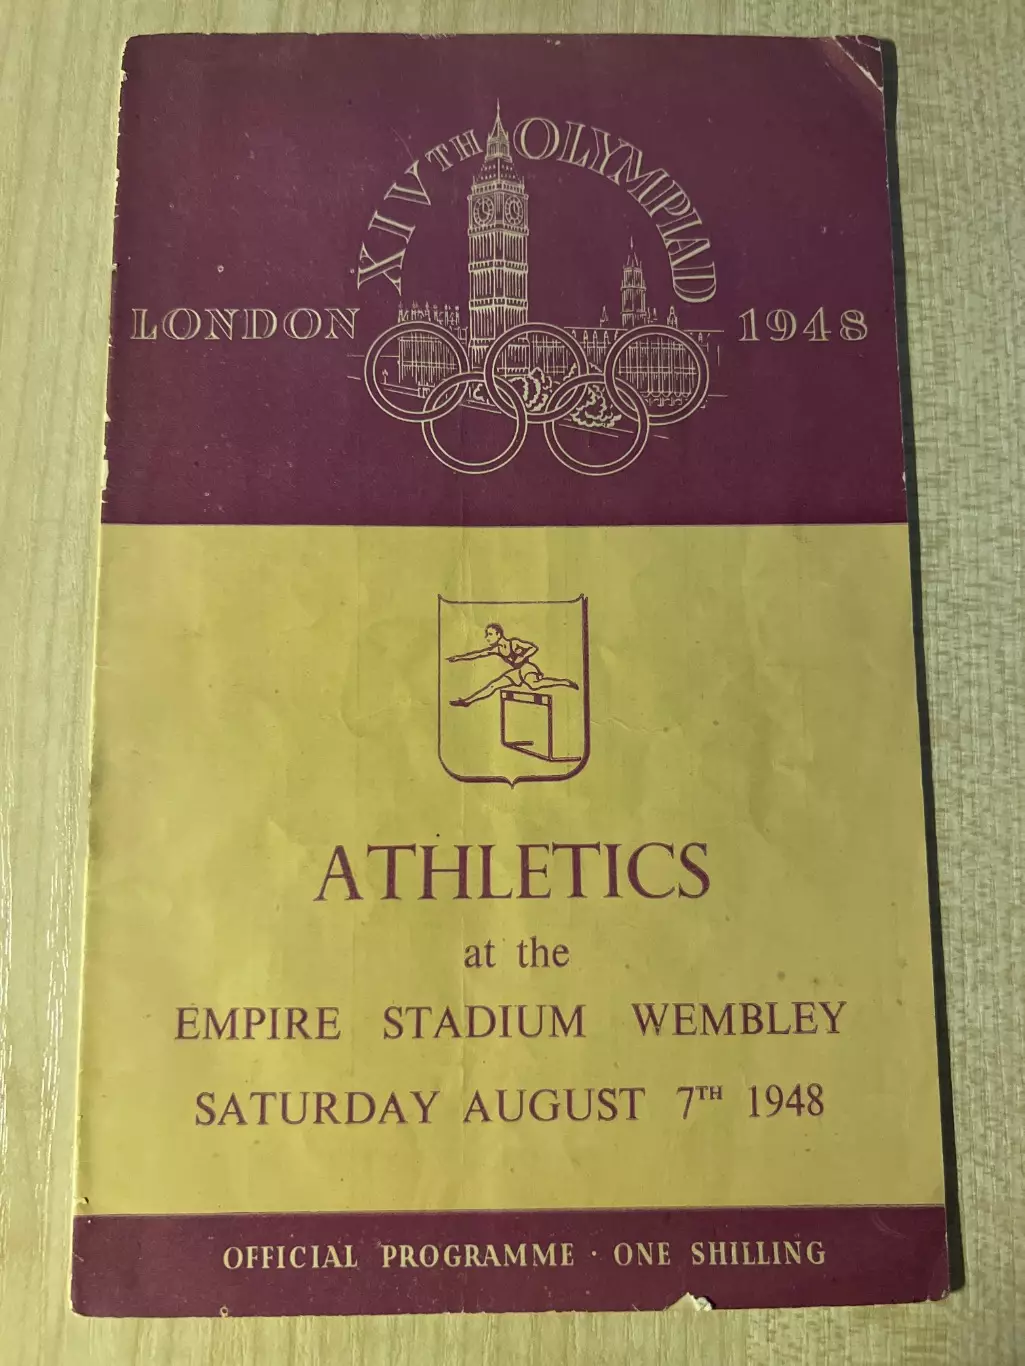 XIVTH OLYMPIAD
LONDON 1948
ATHLETICS
at the
EMPIRE STADIUM WEMBLEY
SATURDAY AUGUST 7TH 1948
OFFICIAL PROGRAMME · ONE SHILLING